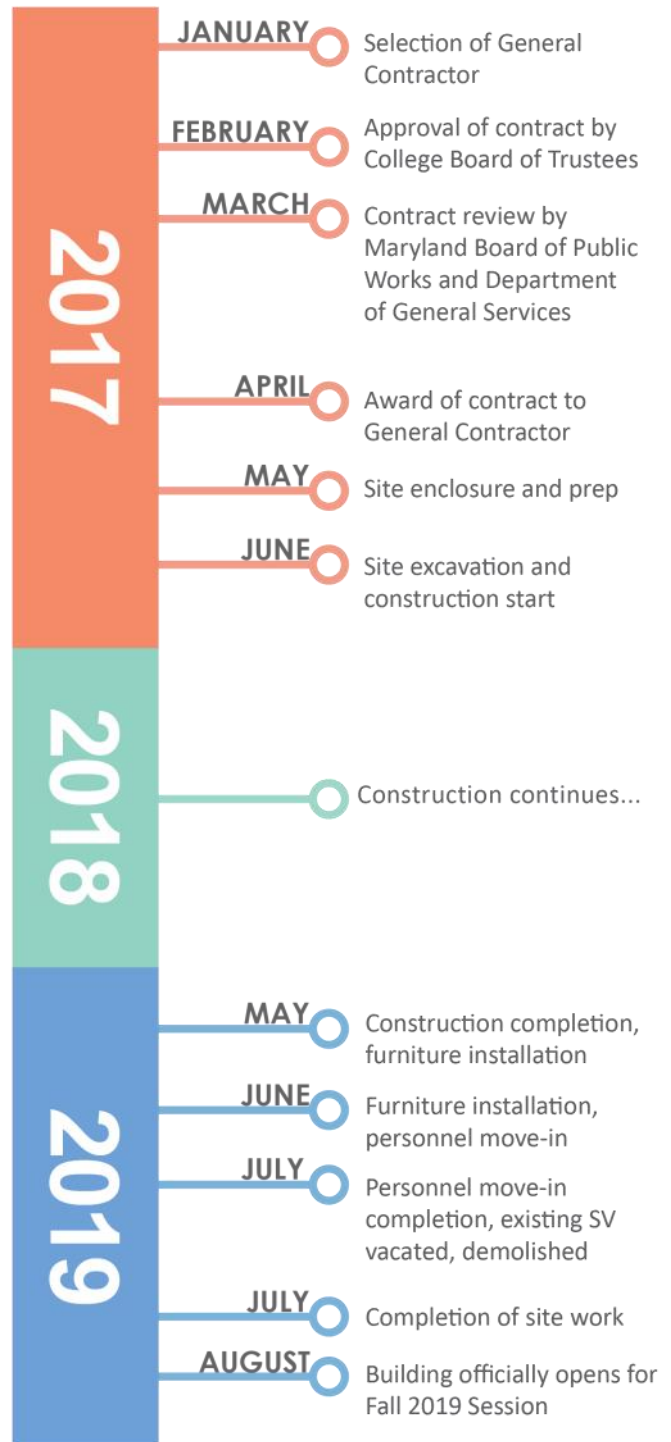 2017
JANUARY
Selection of General
Contractor
FEBRUARY
Approval of contract by
College Board of Trustees
MARCH
Contract review by
Maryland Board of Public
Works and Department
of General Services
APRIL
Award of contract to
General Contractor
MAY
Site enclosure and prep
JUNE
Site excavation and
construction start
2018
Construction continues...
2019
MAY
Construction completion,
furniture installation
JUNE
Furniture installation,
personnel move-in
JULY
Personnel move-in
completion, existing SV
vacated, demolished
JULY
Completion of site work
AUGUST
Building officially opens for
Fall 2019 Session